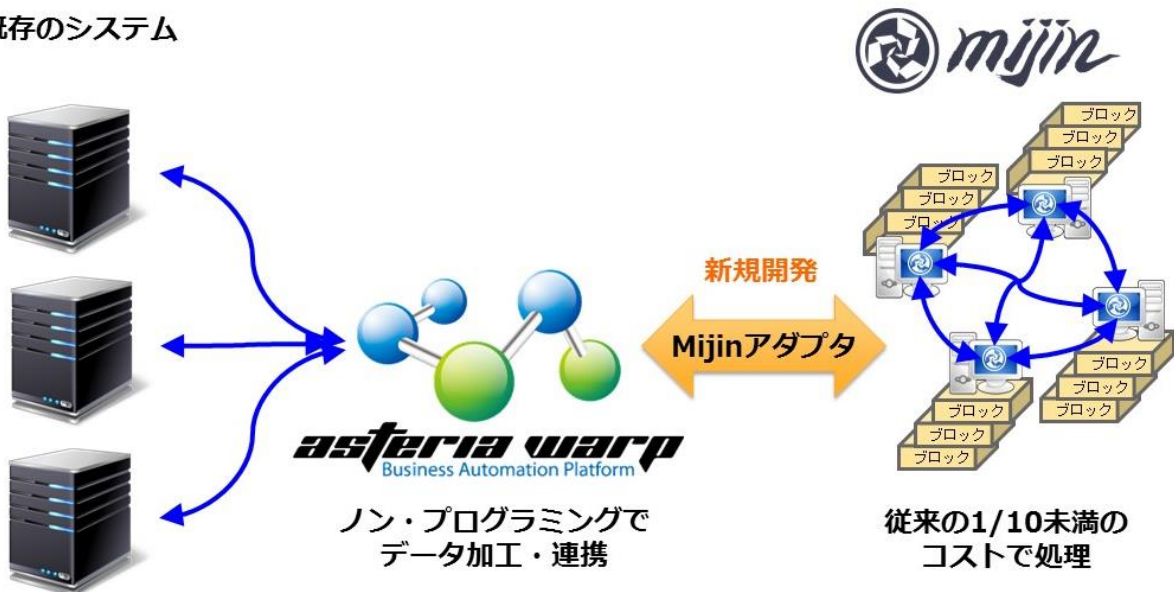 既存のシステム
mijin
ブロック
ブロック
ブロック
ブロック
ブロック
ブロック
新規開発
Mijinアダプタ
ブロック
ブロック
ブロック
ブロック
ブロック
ブロック
asteria warp
Business Automation Platform
ノン・プログラミングで
データ加工・連携
従来の1/10未満の
コストで処理